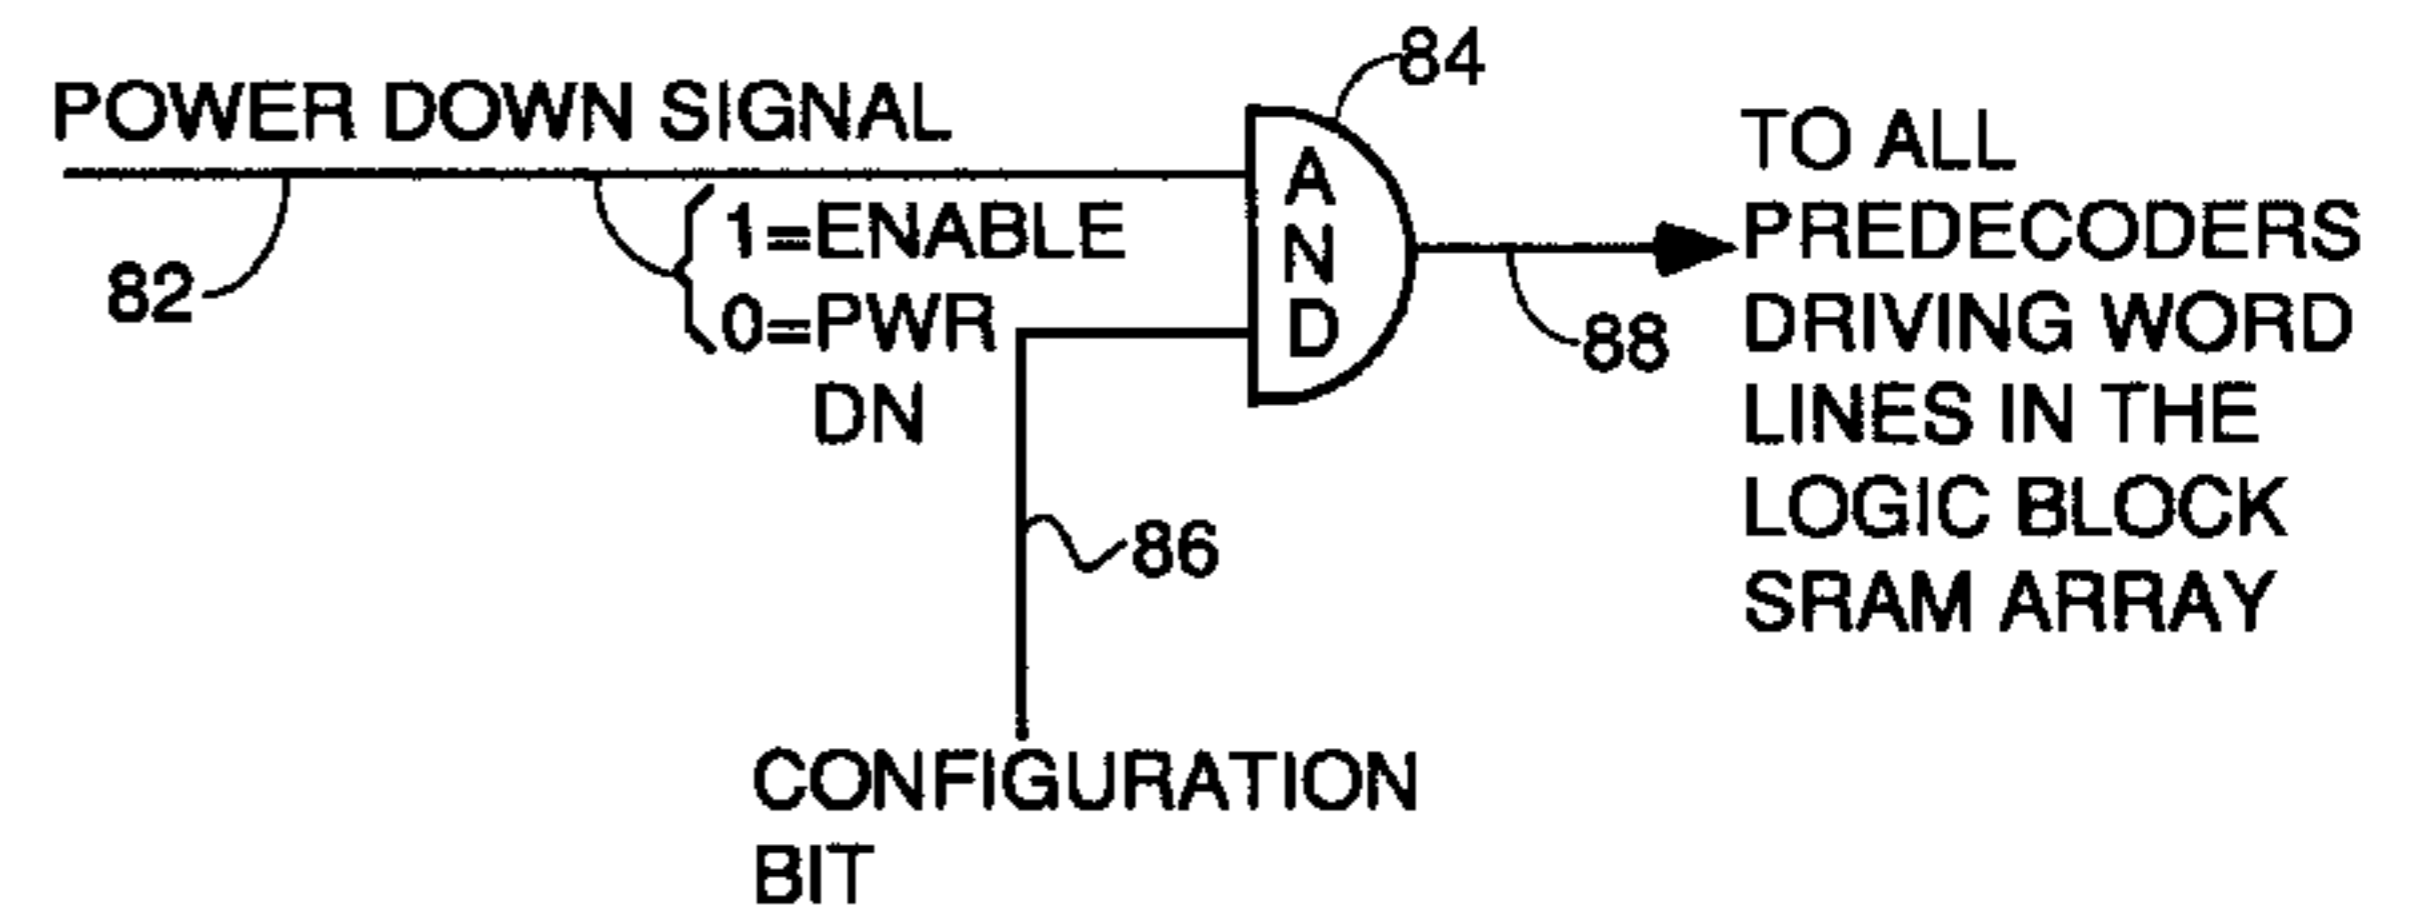 POWER DOWN SIGNAL
82
1=ENABLE
0=PWR
DN
84
A
N
D
86
CONFIGURATION
BIT
88
TO ALL
PREDECODERS
DRIVING WORD
LINES IN THE
LOGIC BLOCK
SRAM ARRAY